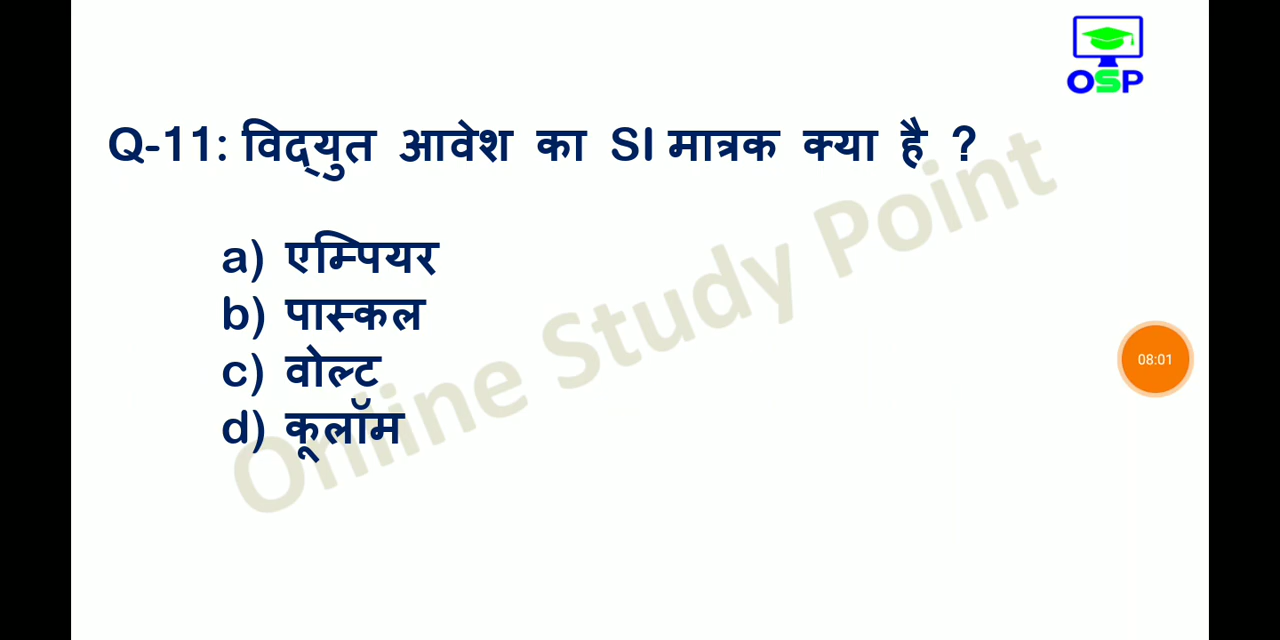 OSP
Q-11: विद्युत आवेश का SI मात्रक क्या है ?
a) एम्पियर
b) पास्कल
c) वोल्ट
d) कूलॉम
Online Study Point
08:01